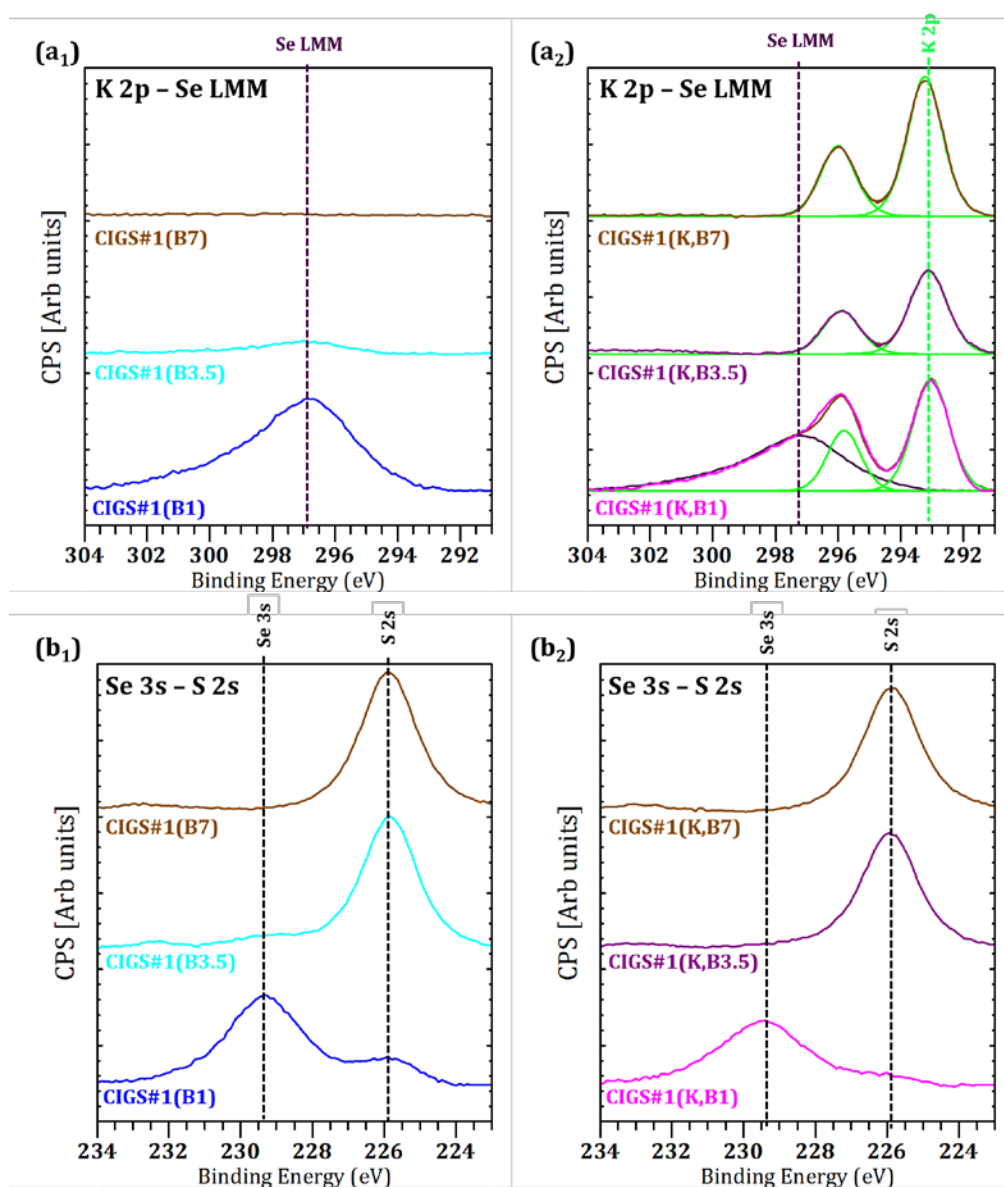 (a1)
Se LMM
K 2p – Se LMM
CPS [Arb units]
CIGS#1(B7)
CIGS#1(B3.5)
CIGS#1(B1)
304 302 300 298 296 294 292
Binding Energy (eV)
(a2)
Se LMM
K 2p
K 2p – Se LMM
CPS [Arb units]
CIGS#1(K,B7)
CIGS#1(K,B3.5)
CIGS#1(K,B1)
304 302 300 298 296 294 292
Binding Energy (eV)
(b1)
Se 3s
S 2s
Se 3s – S 2s
CPS [Arb units]
CIGS#1(B7)
CIGS#1(B3.5)
CIGS#1(B1)
234 232 230 228 226 224
Binding Energy (eV)
(b2)
Se 3s
S 2s
Se 3s – S 2s
CPS [Arb units]
CIGS#1(K,B7)
CIGS#1(K,B3.5)
CIGS#1(K,B1)
234 232 230 228 226 224
Binding Energy (eV)